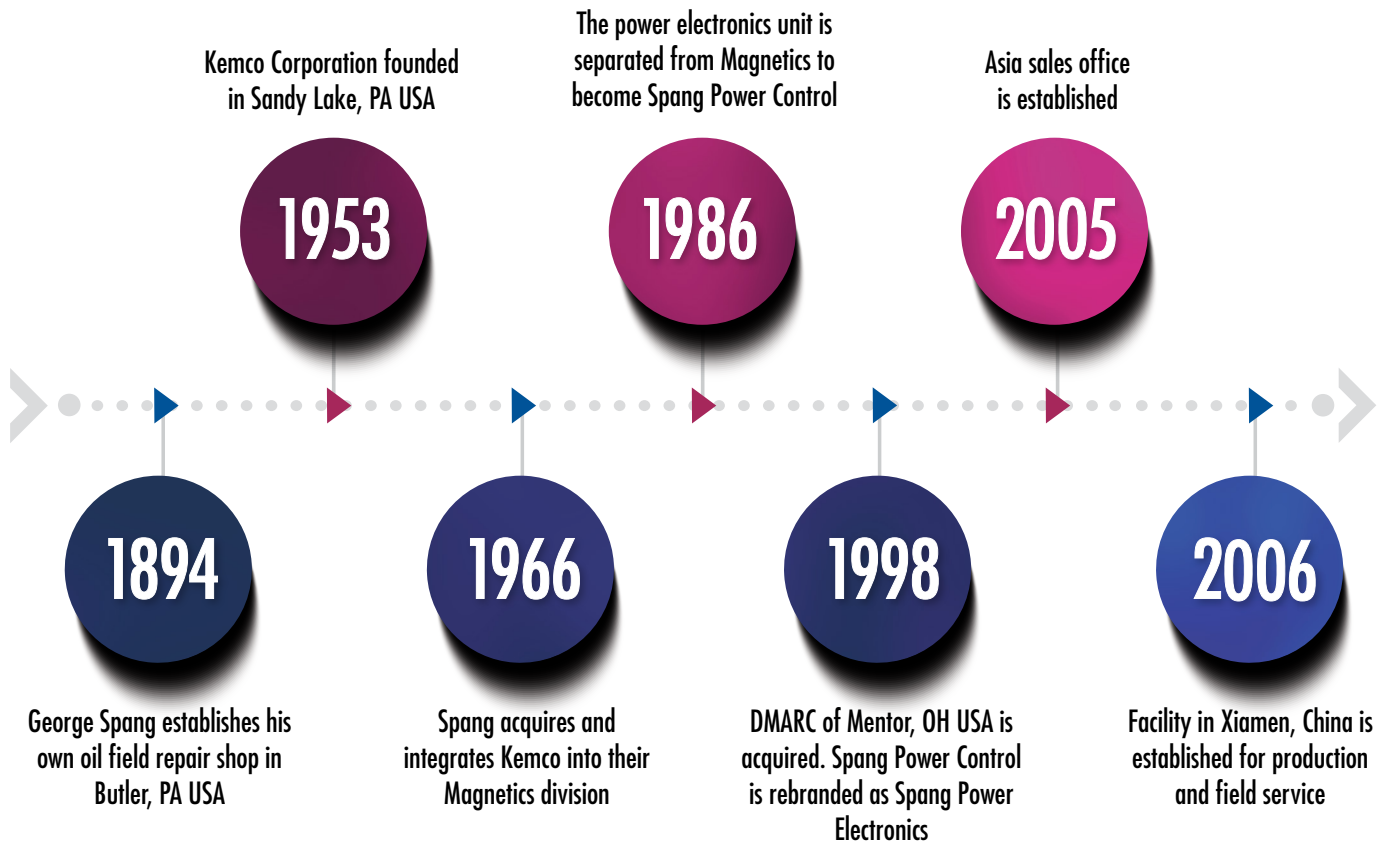 Kemco Corporation founded
in Sandy Lake, PA USA
1953
The power electronics unit is
separated from Magnetics to
become Spang Power Control
1986
Asia sales office
is established
2005
1894
George Spang establishes his
own oil field repair shop in
Butler, PA USA
1966
Spang acquires and
integrates Kemco into their
Magnetics division
1998
DMARC of Mentor, OH USA is
acquired. Spang Power Control
is rebranded as Spang Power
Electronics
2006
Facility in Xiamen, China is
established for production
and field service